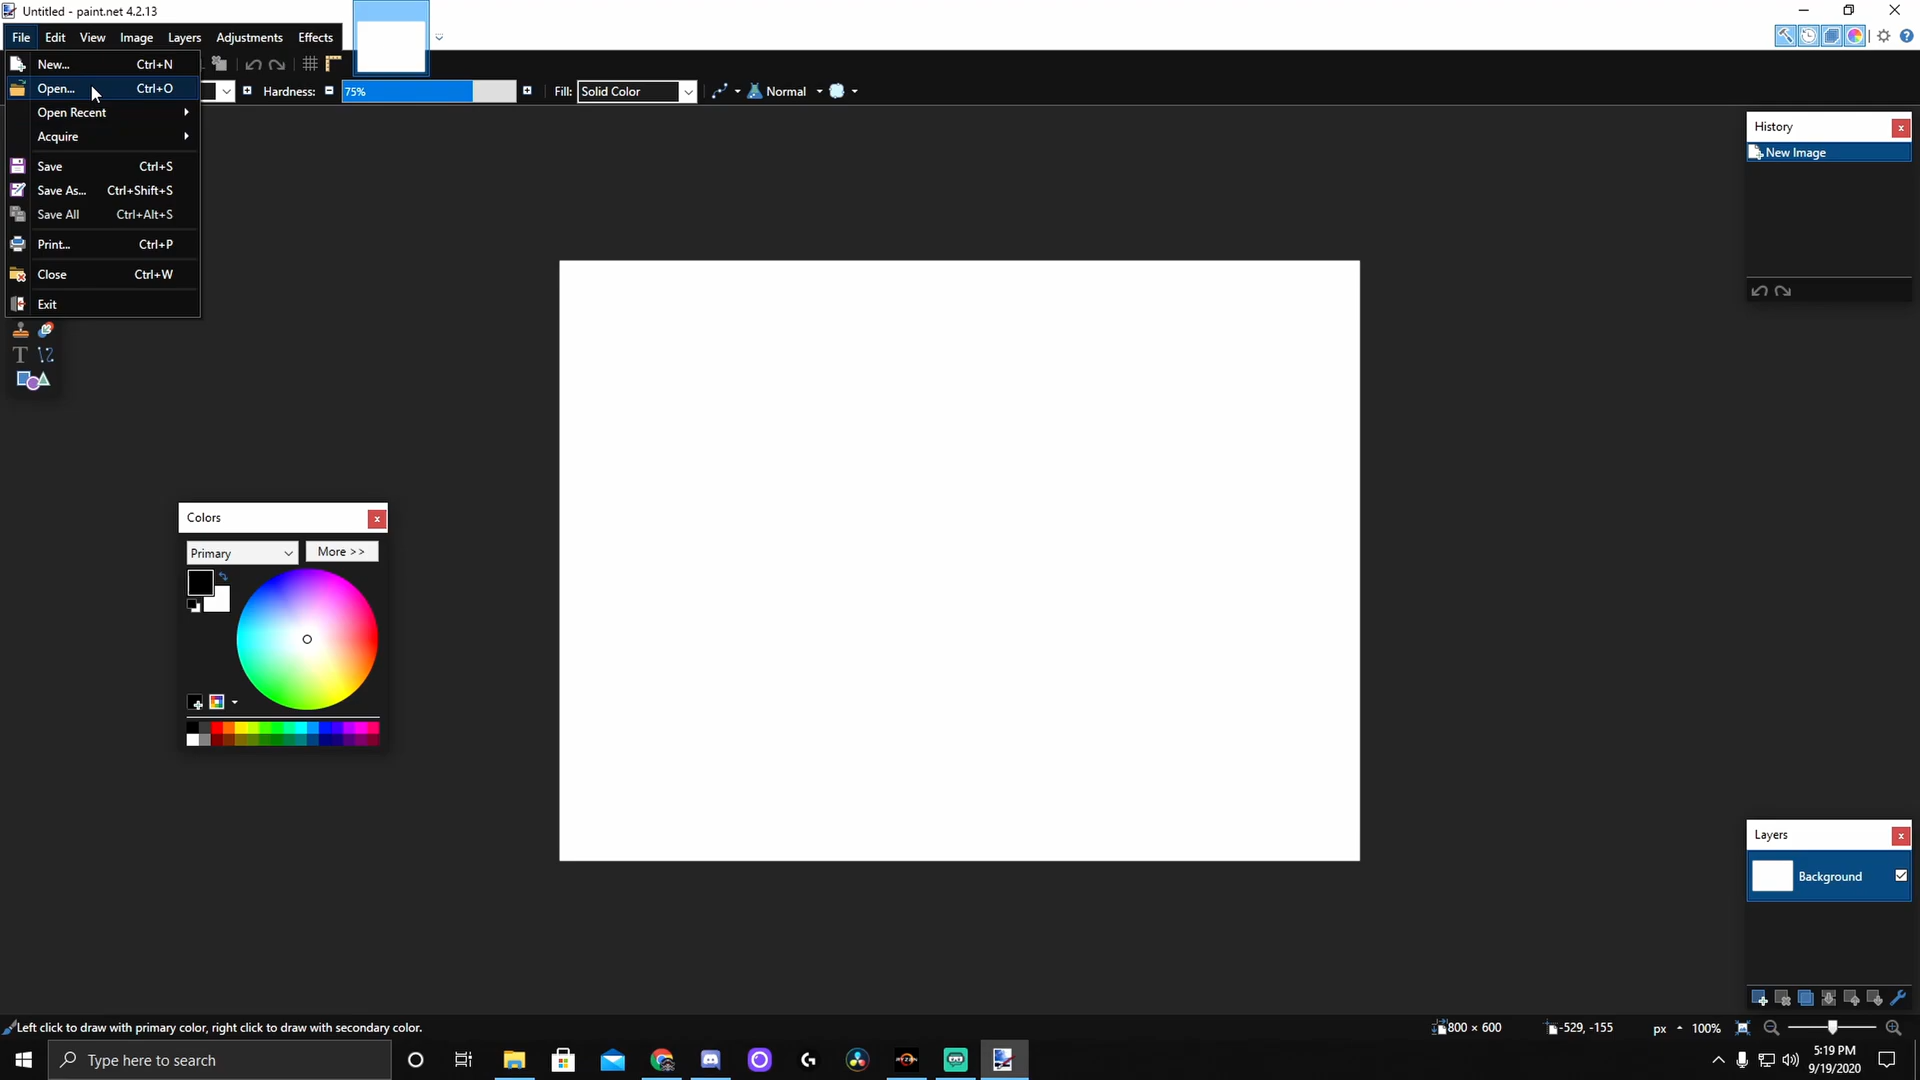 Untitled - paint.net 4.2.13
File Edit View Image Layers Adjustments Effects
New... Ctrl+N
Open... Ctrl+O
Open Recent
Acquire
Save Ctrl+S
Save As... Ctrl+Shift+S
Save All Ctrl+Alt+S
Print... Ctrl+P
Close Ctrl+W
Exit
Hardness: 75% Fill: Solid Color Normal
History
New Image
Colors
Primary More >>
Layers
Background
Left click to draw with primary color, right click to draw with secondary color.
800 × 600 -529, -155 px 100%
Type here to search
RYZEN
5:19 PM
9/19/2020